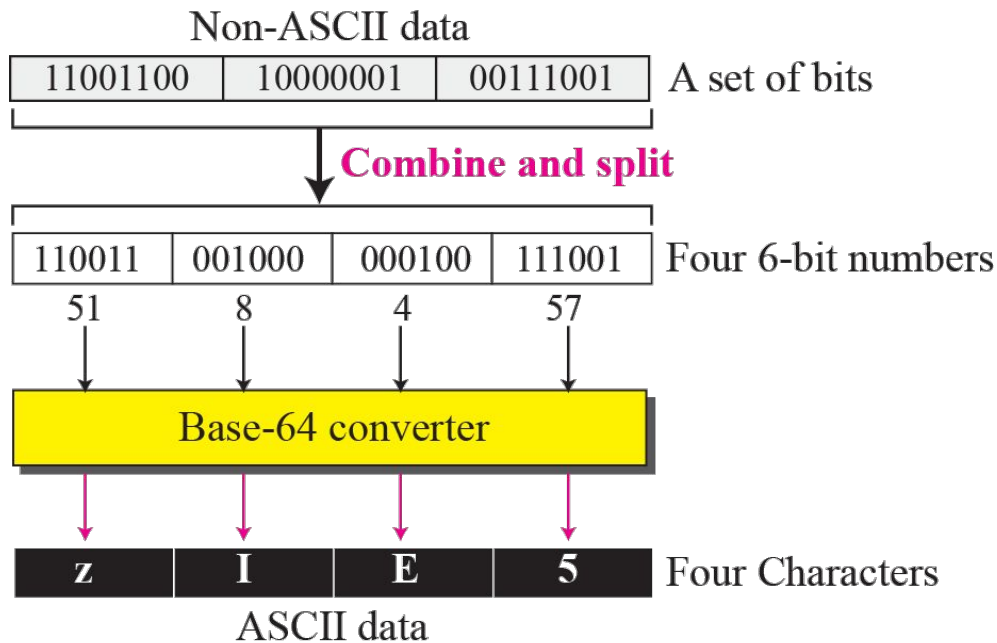 Non-ASCII data
11001100 10000001 00111001 A set of bits
Combine and split
110011 001000 000100 111001 Four 6-bit numbers
51 8 4 57
Base-64 converter
z I E 5 Four Characters
ASCII data